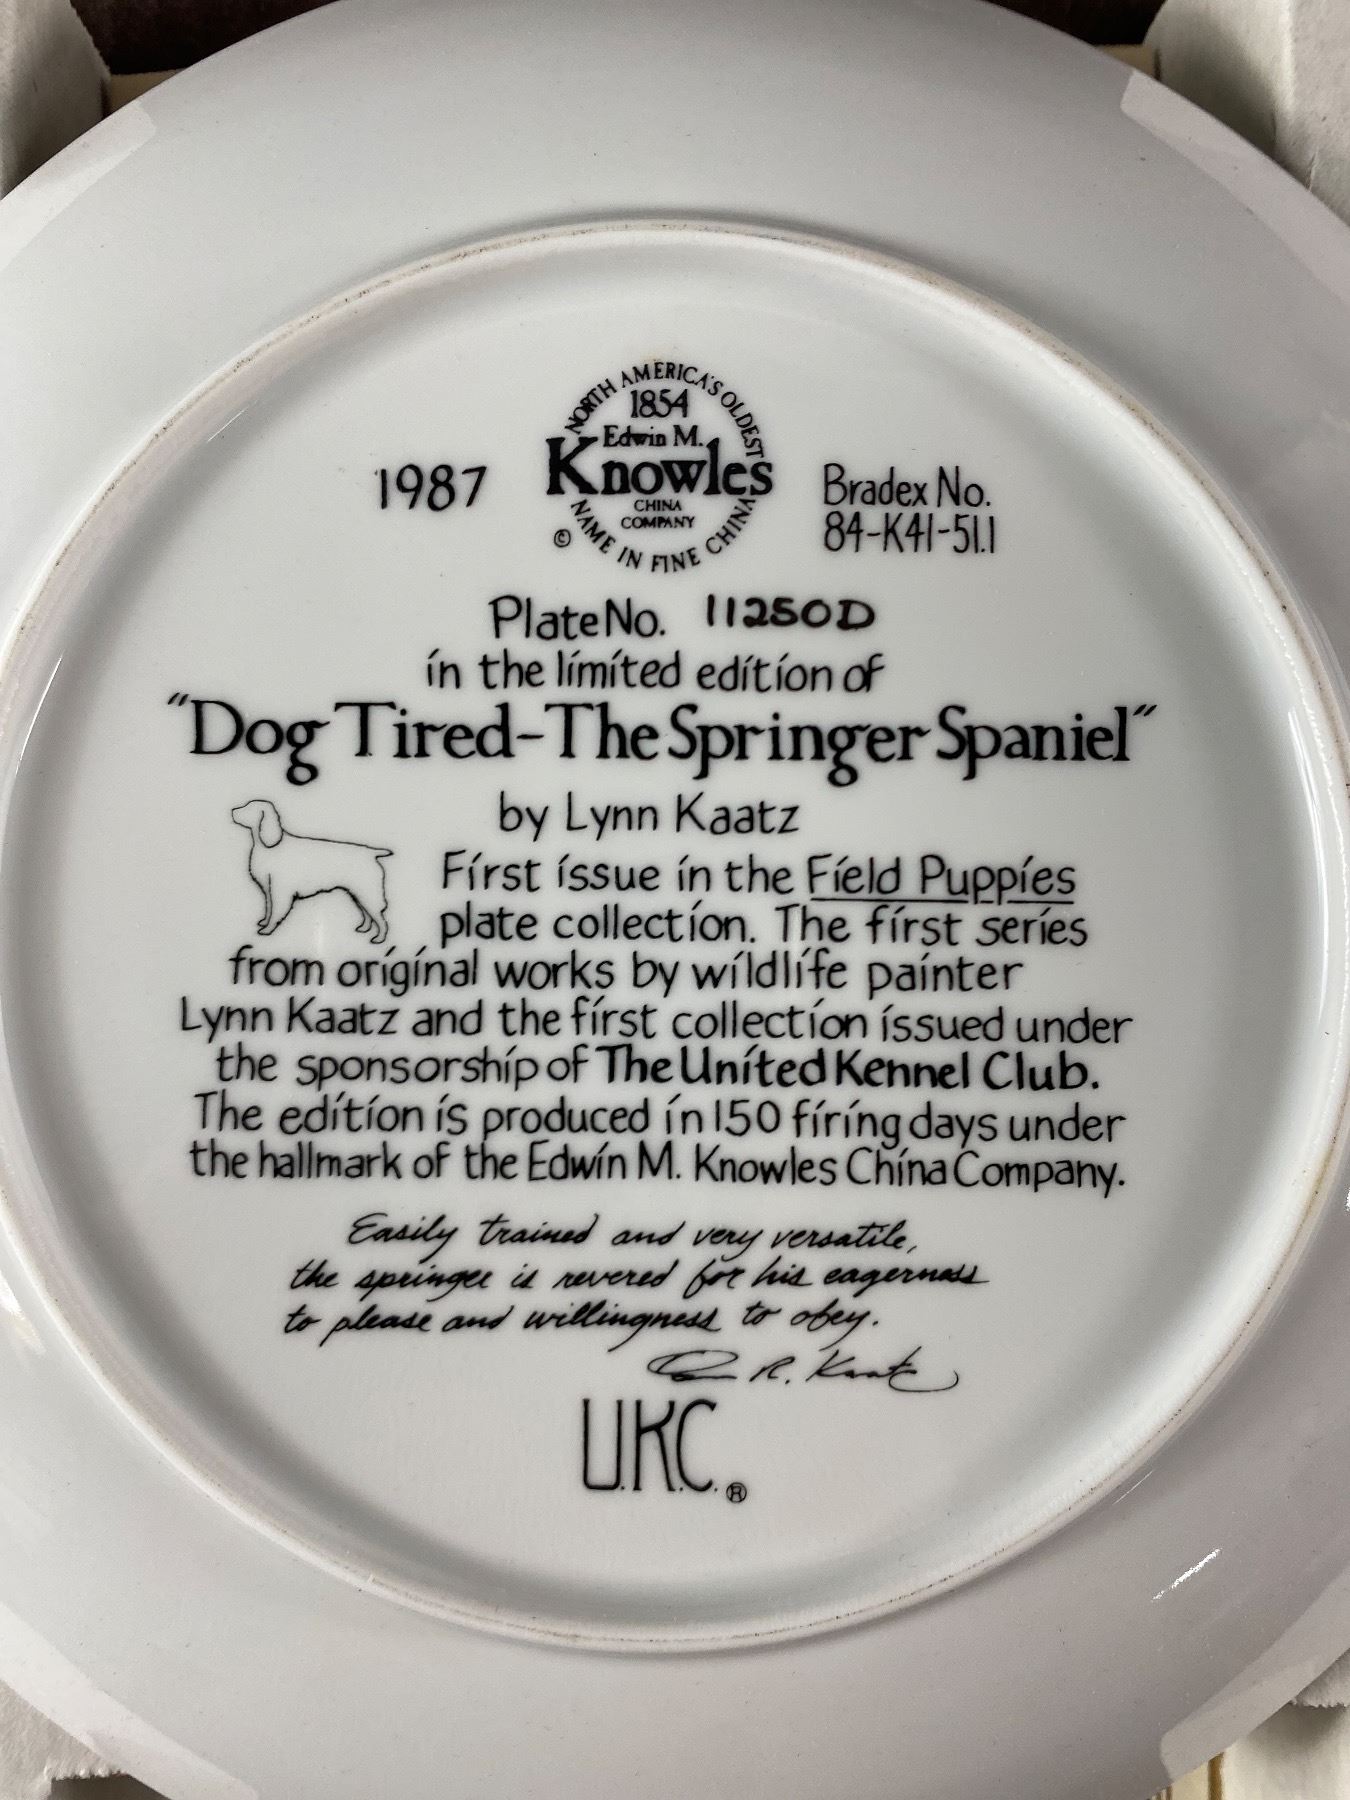 NORTH AMERICA'S OLDEST
1854
Edwin M.
Knowles
CHINA
COMPANY
NAME IN FINE CHINA
©
1987
Bradex No.
84-K41-51.1
Plate No. 11250D
in the limited edition of
"Dog Tired-The Springer Spaniel"
by Lynn Kaatz
First issue in the Field Puppies
plate collection. The first series
from original works by wildlife painter
Lynn Kaatz and the first collection issued under
the sponsorship of The United Kennel Club.
The edition is produced in 150 firing days under
the hallmark of the Edwin M. Knowles China Company.
Easily trained and very versatile,
the springer is revered for his eagerness
to please and willingness to obey.
R. Kaatz
U.K.C.®